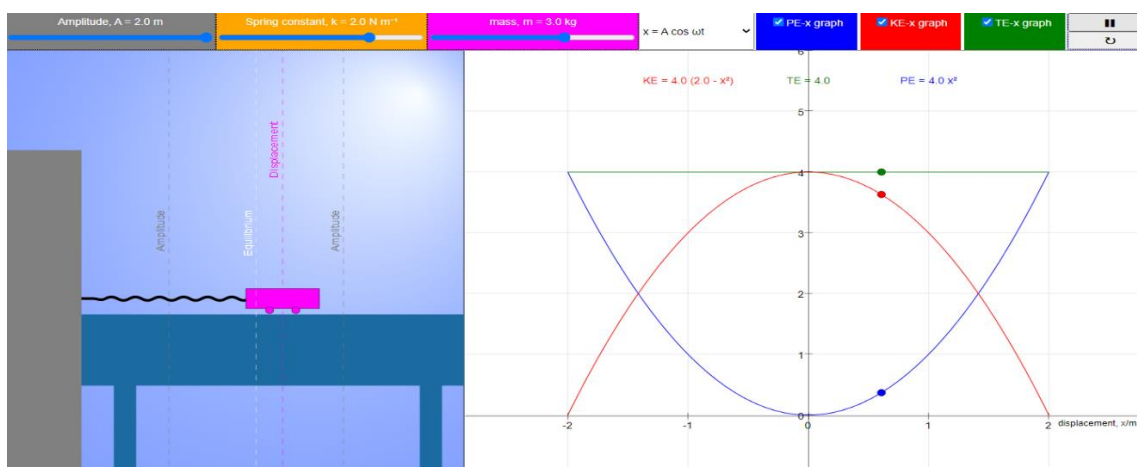 Amplitude, A = 2.0 m
Spring constant, k = 2.0 N m⁻¹
mass, m = 3.0 kg
x = A cos ωt
PE-x graph
KE-x graph
TE-x graph
Displacement
Amplitude
Equilibrium
Amplitude
6
KE = 4.0 (2.0 - x²)
TE = 4.0
PE = 4.0 x²
5
4
3
2
1
0
-2
-1
0
1
2
displacement, x/m